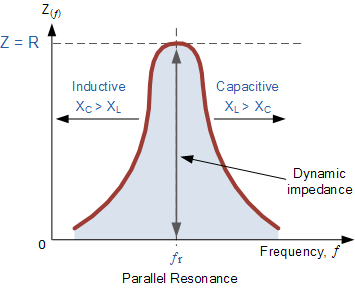 Z(f)
Z = R
Inductive
XC > XL
Capacitive
XL > XC
Dynamic
impedance
0
fr
Frequency, f
Parallel Resonance